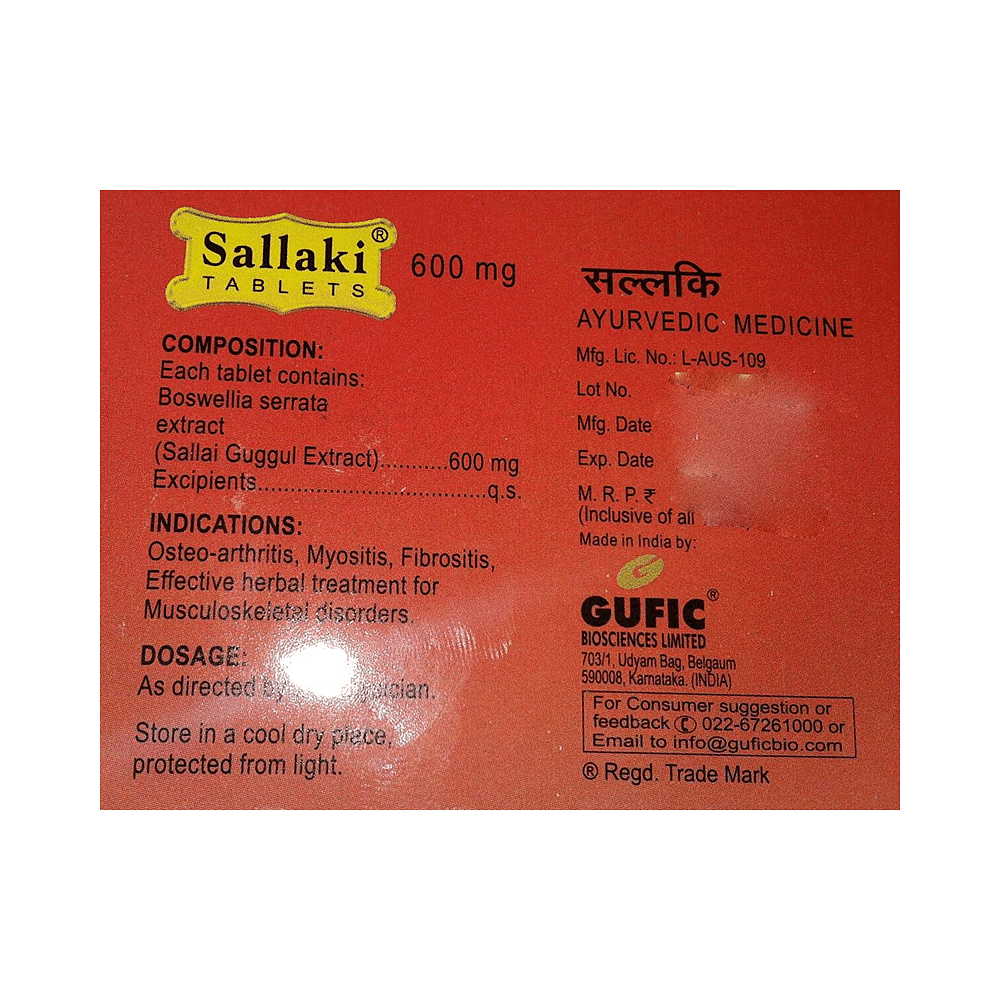 Sallaki®
TABLETS
600 mg
COMPOSITION:
Each tablet contains:
Boswellia serrata
extract
(Sallai Guggul Extract)...........600 mg
Excipients....................................q.s.
INDICATIONS:
Osteo-arthritis, Myositis, Fibrositis,
Effective herbal treatment for
Musculoskeletal disorders.
DOSAGE:
As directed by
Store in a cool dry place,
protected from light.
सल्लकि
AYURVEDIC MEDICINE
Mfg. Lic. No.: L-AUS-109
Lot No.
Mfg. Date
Exp. Date
M. R. P. ₹
(Inclusive of all
Made in India by:
G
GUFIC®
BIOSCIENCES LIMITED
703/1, Udyam Bag, Belgaum
590008, Karnataka. (INDIA)
For Consumer suggestion or
feedback 022-67261000 or
Email to info@guficbio.com
® Regd. Trade Mark